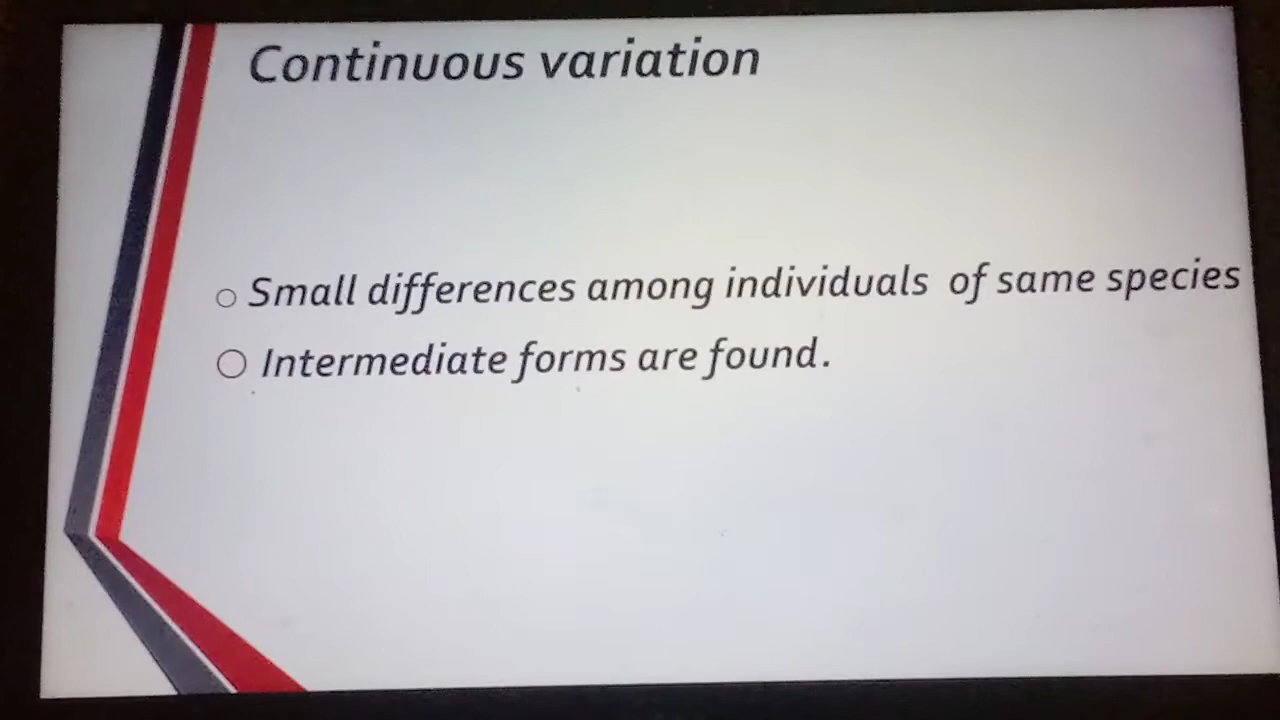 Continuous variation
Small differences among individuals of same species
Intermediate forms are found.